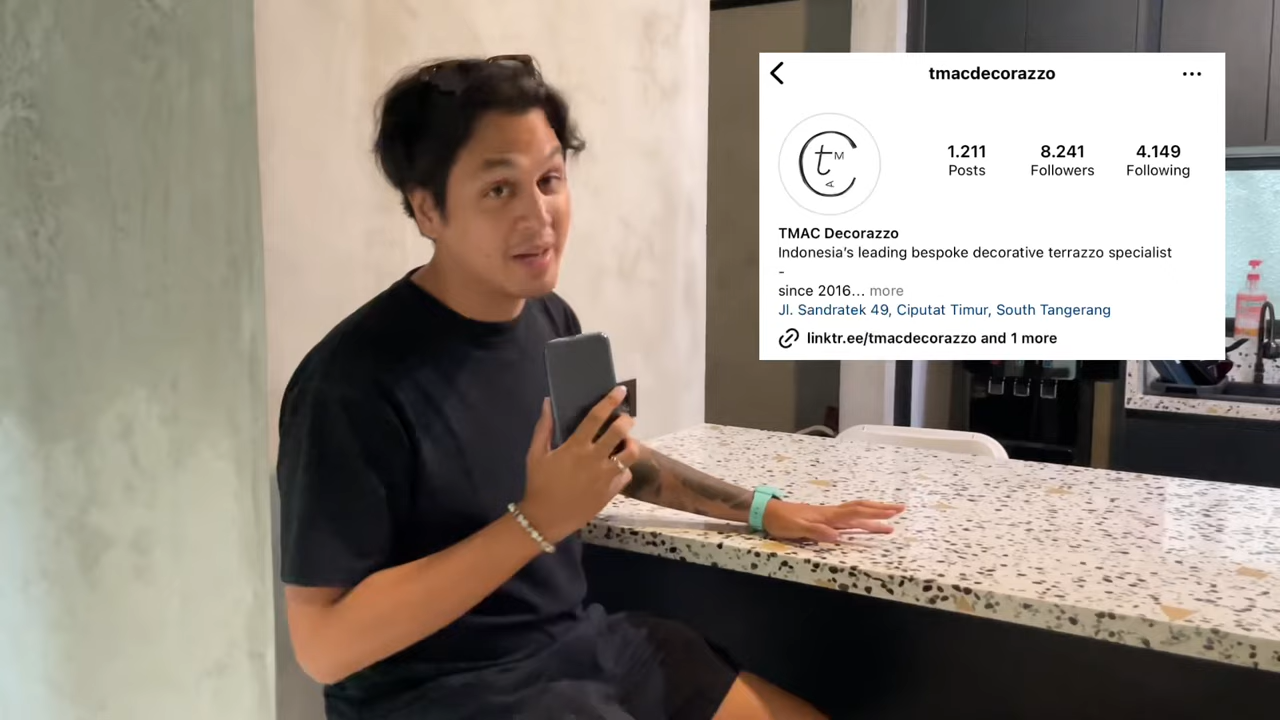 tmacdecorazzo
t M A
1.211 8.241 4.149
Posts Followers Following
TMAC Decorazzo
Indonesia's leading bespoke decorative terrazzo specialist
-
since 2016... more
Jl. Sandratek 49, Ciputat Timur, South Tangerang
linktr.ee/tmacdecorazzo and 1 more